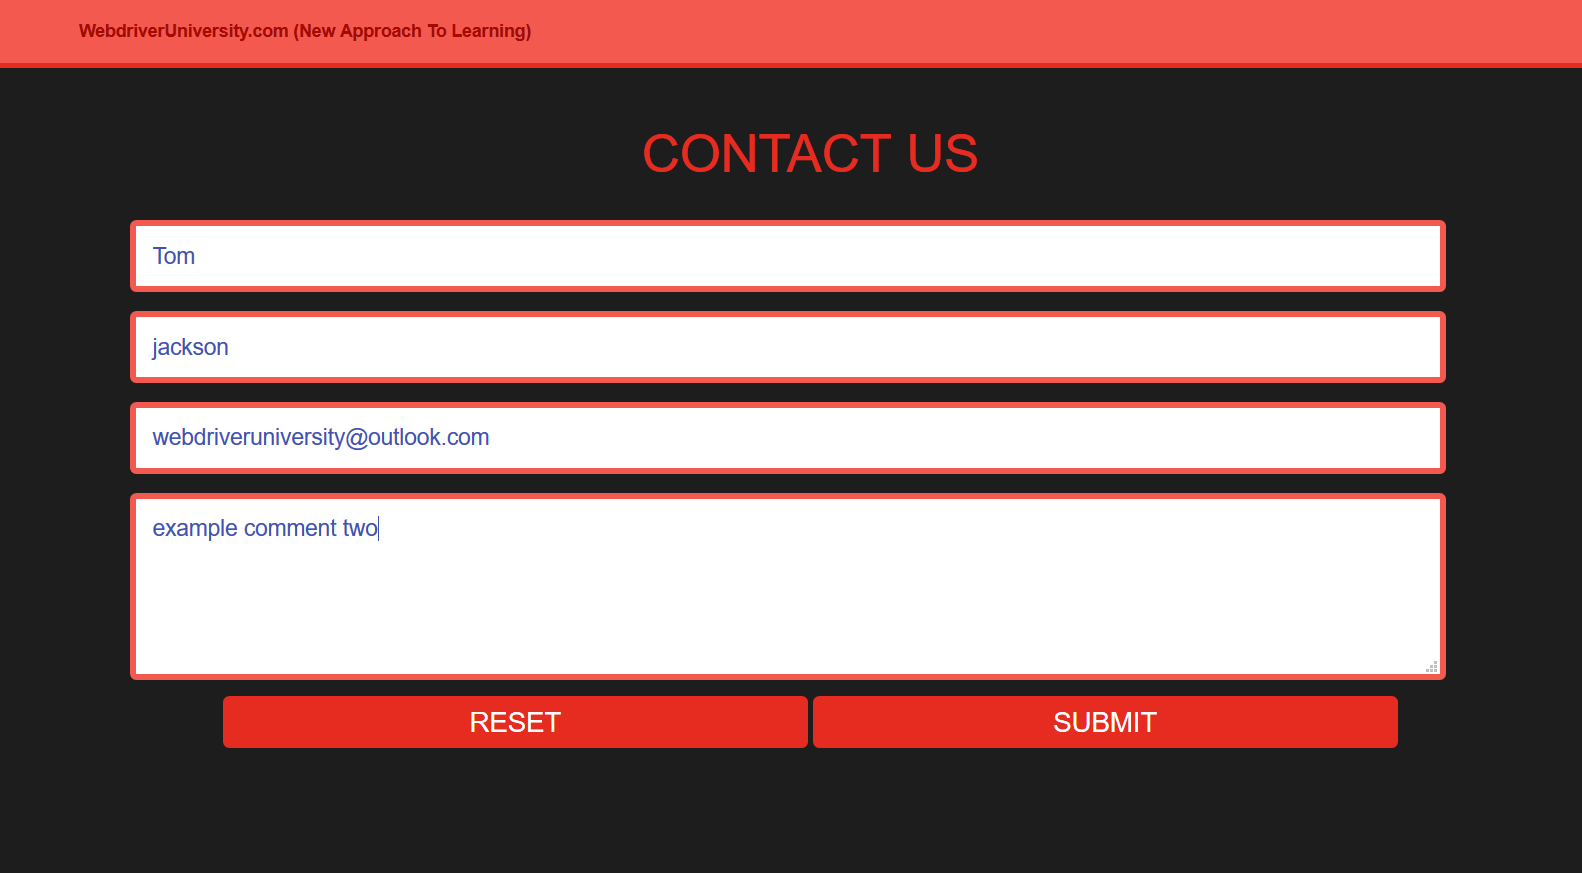 WebdriverUniversity.com (New Approach To Learning)
CONTACT US
Tom
jackson
webdriveruniversity@outlook.com
example comment two
RESET SUBMIT